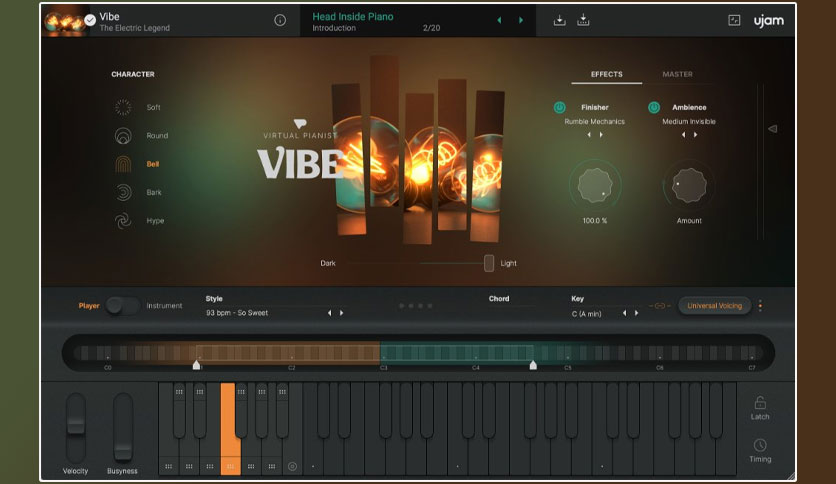 Vibe
The Electric Legend
Head Inside Piano
Introduction
2/20
ujam
CHARACTER
Soft
Round
Bell
Bark
Hype
VIRTUAL PIANIST
VIBE
Dark
Light
EFFECTS
MASTER
Finisher
Ambience
Rumble Mechanics
Medium Invisible
100.0 %
Amount
Player
Instrument
Style
93 bpm - So Sweet
Chord
Key
C (A min)
Universal Voicing
C0
C2
C3
C4
C5
C6
C7
Velocity
Busyness
Latch
Timing